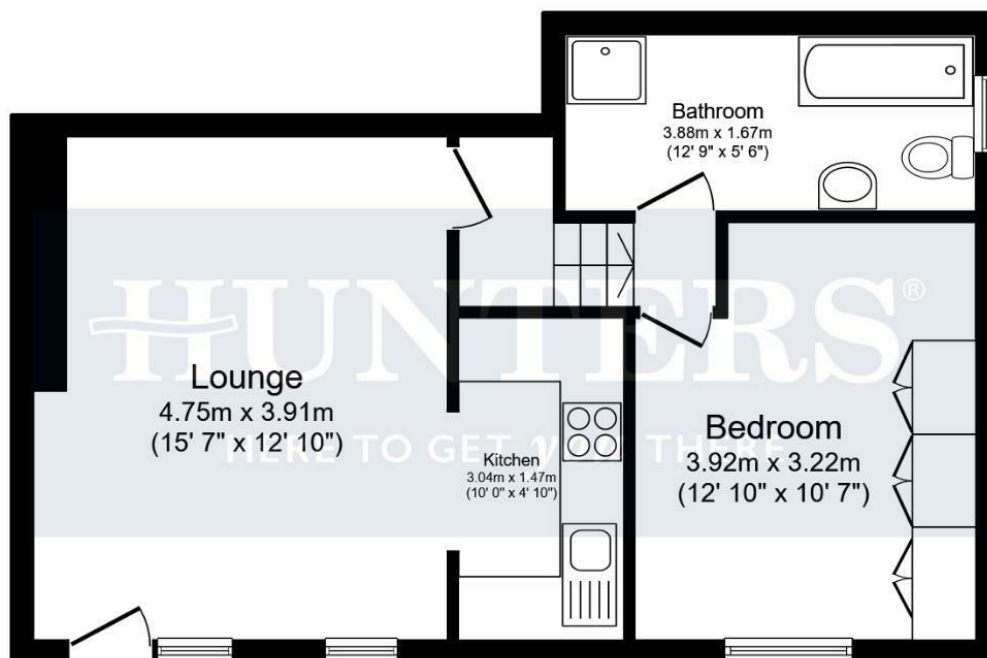 Bathroom
3.88m x 1.67m
(12' 9" x 5' 6")
HUNTERS®
HERE TO GET you THERE
Lounge
4.75m x 3.91m
(15' 7" x 12' 10")
Kitchen
3.04m x 1.47m
(10' 0" x 4' 10")
Bedroom
3.92m x 3.22m
(12' 10" x 10' 7")